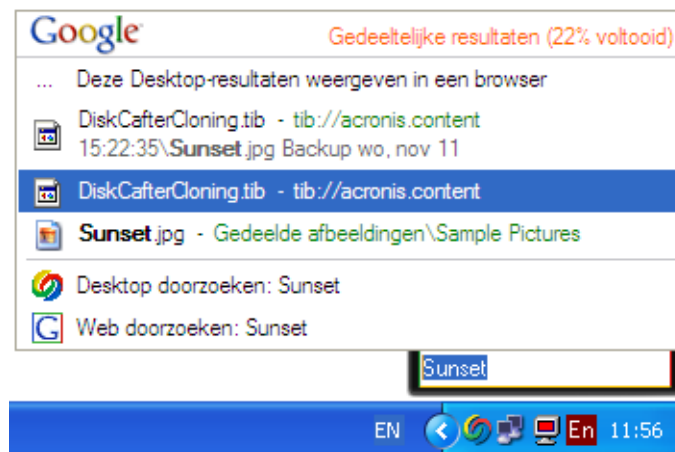 Google
Gedeeltelijke resultaten (22% voltooid)
... Deze Desktop-resultaten weergeven in een browser
DiskCafterCloning.tib - tib://acronis.content
15:22:35\Sunset.jpg Backup wo, nov 11
DiskCafterCloning.tib - tib://acronis.content
Sunset.jpg - Gedeelde afbeeldingen\Sample Pictures
Desktop doorzoeken: Sunset
G Web doorzoeken: Sunset
Sunset
EN En 11:56